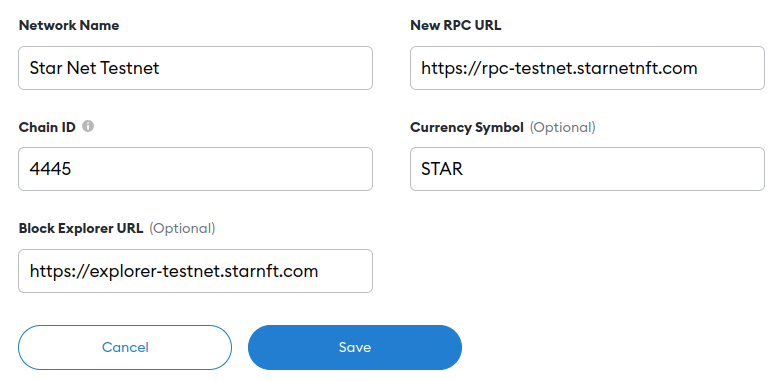 Network Name
New RPC URL
Star Net Testnet
https://rpc-testnet.starnetnft.com
Chain ID
Currency Symbol (Optional)
4445
STAR
Block Explorer URL (Optional)
https://explorer-testnet.starnft.com
Cancel
Save